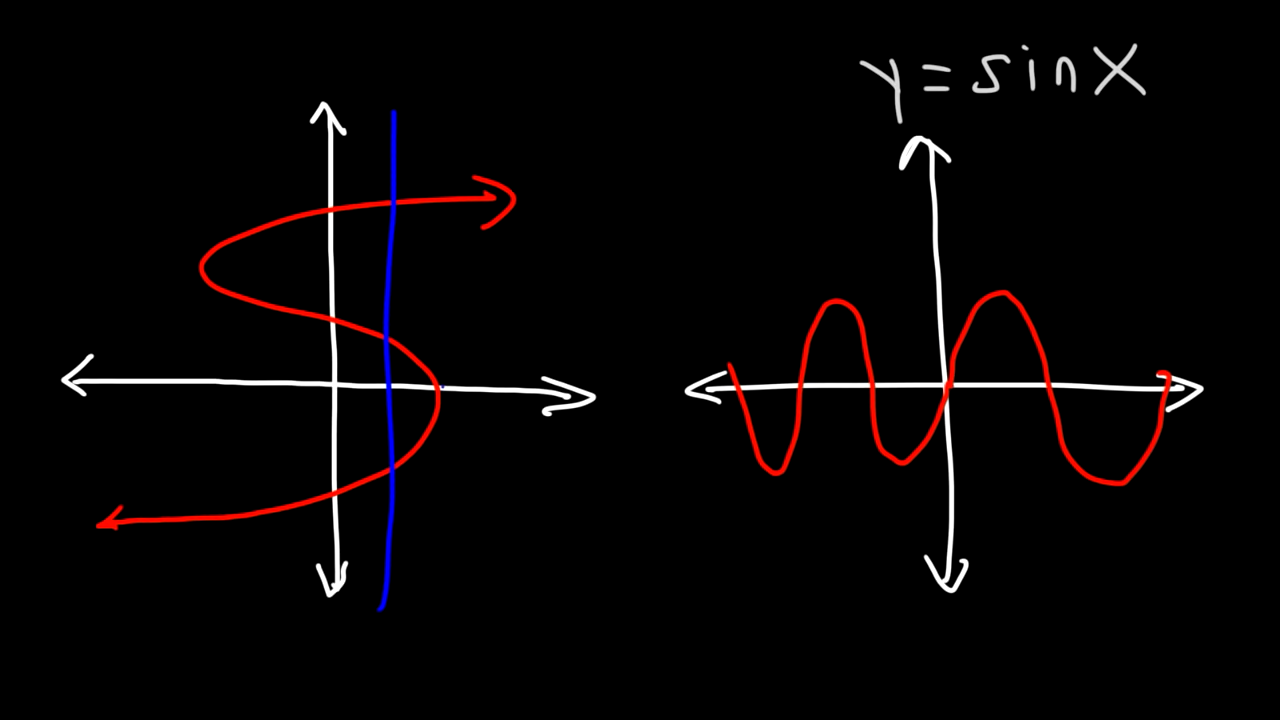 y = sin x